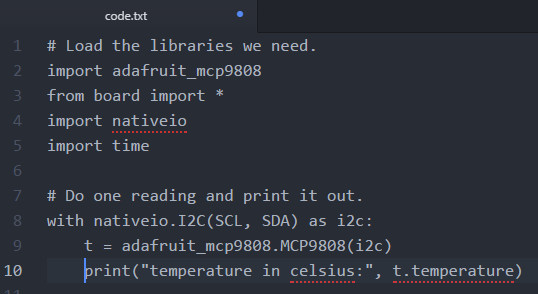 code.txt
1 # Load the libraries we need.
2 import adafruit_mcp9808
3 from board import *
4 import nativeio
5 import time
6
7 # Do one reading and print it out.
8 with nativeio.I2C(SCL, SDA) as i2c:
9     t = adafruit_mcp9808.MCP9808(i2c)
10     print("temperature in celsius:", t.temperature)
11